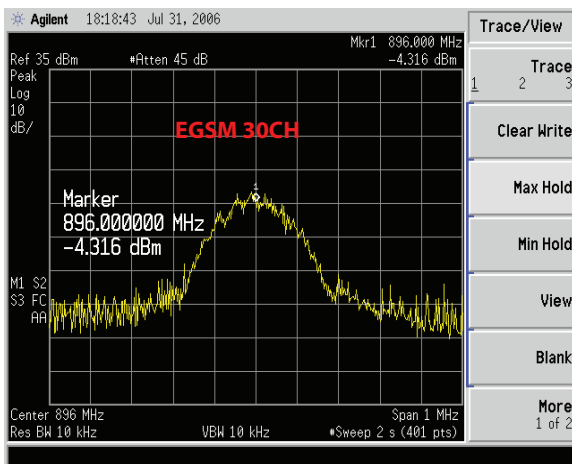 Agilent 18:18:43 Jul 31, 2006
Trace/View
Mkr1 896.000 MHz
Ref 35 dBm #Atten 45 dB -4.316 dBm
Peak
Log
10
dB/
EGSM 30CH
1
Marker
896.000000 MHz
-4.316 dBm
M1 S2
S3 FC
AA
Center 896 MHz Span 1 MHz
Res BW 10 kHz VBW 10 kHz #Sweep 2 s (401 pts)
Trace
1 2 3
Clear Write
Max Hold
Min Hold
View
Blank
More
1 of 2